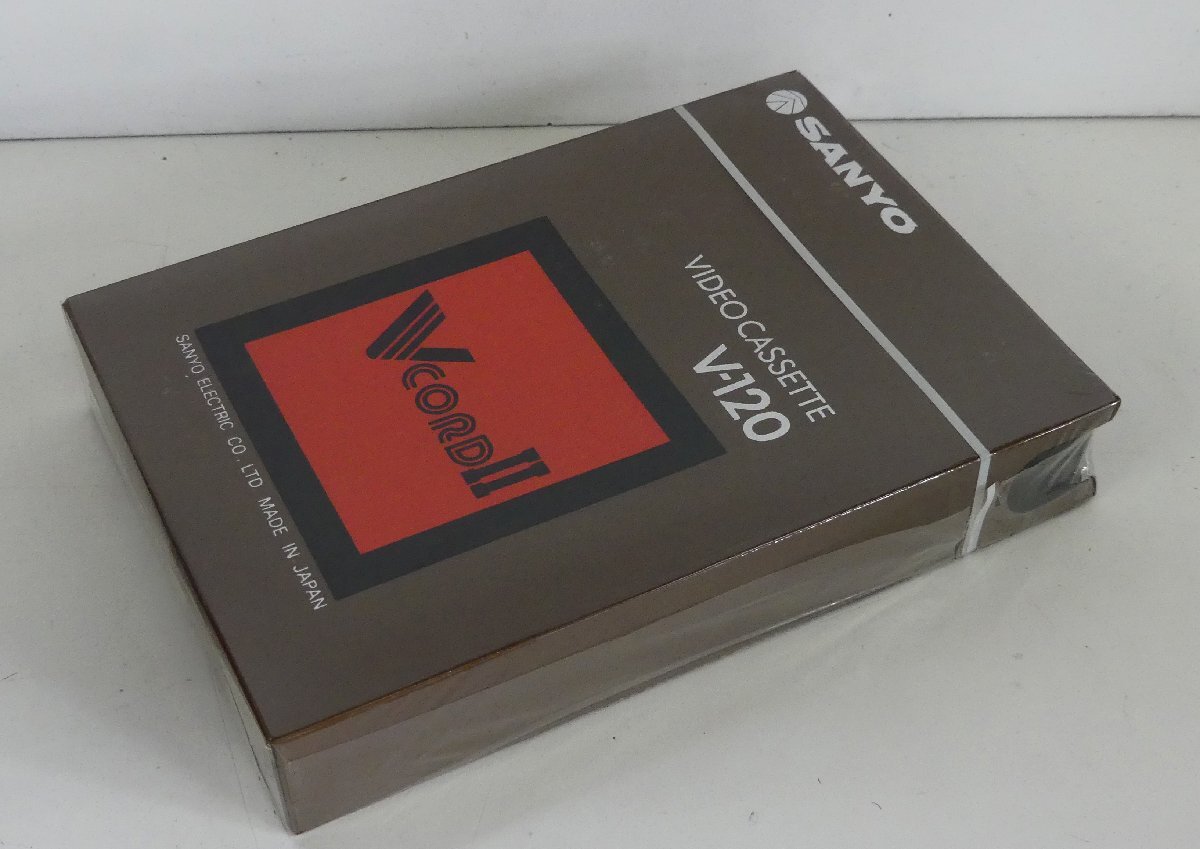 SANYO
VIDEO CASSETTE
V-120
V CORD II
SANYO ELECTRIC CO. LTD MADE IN JAPAN